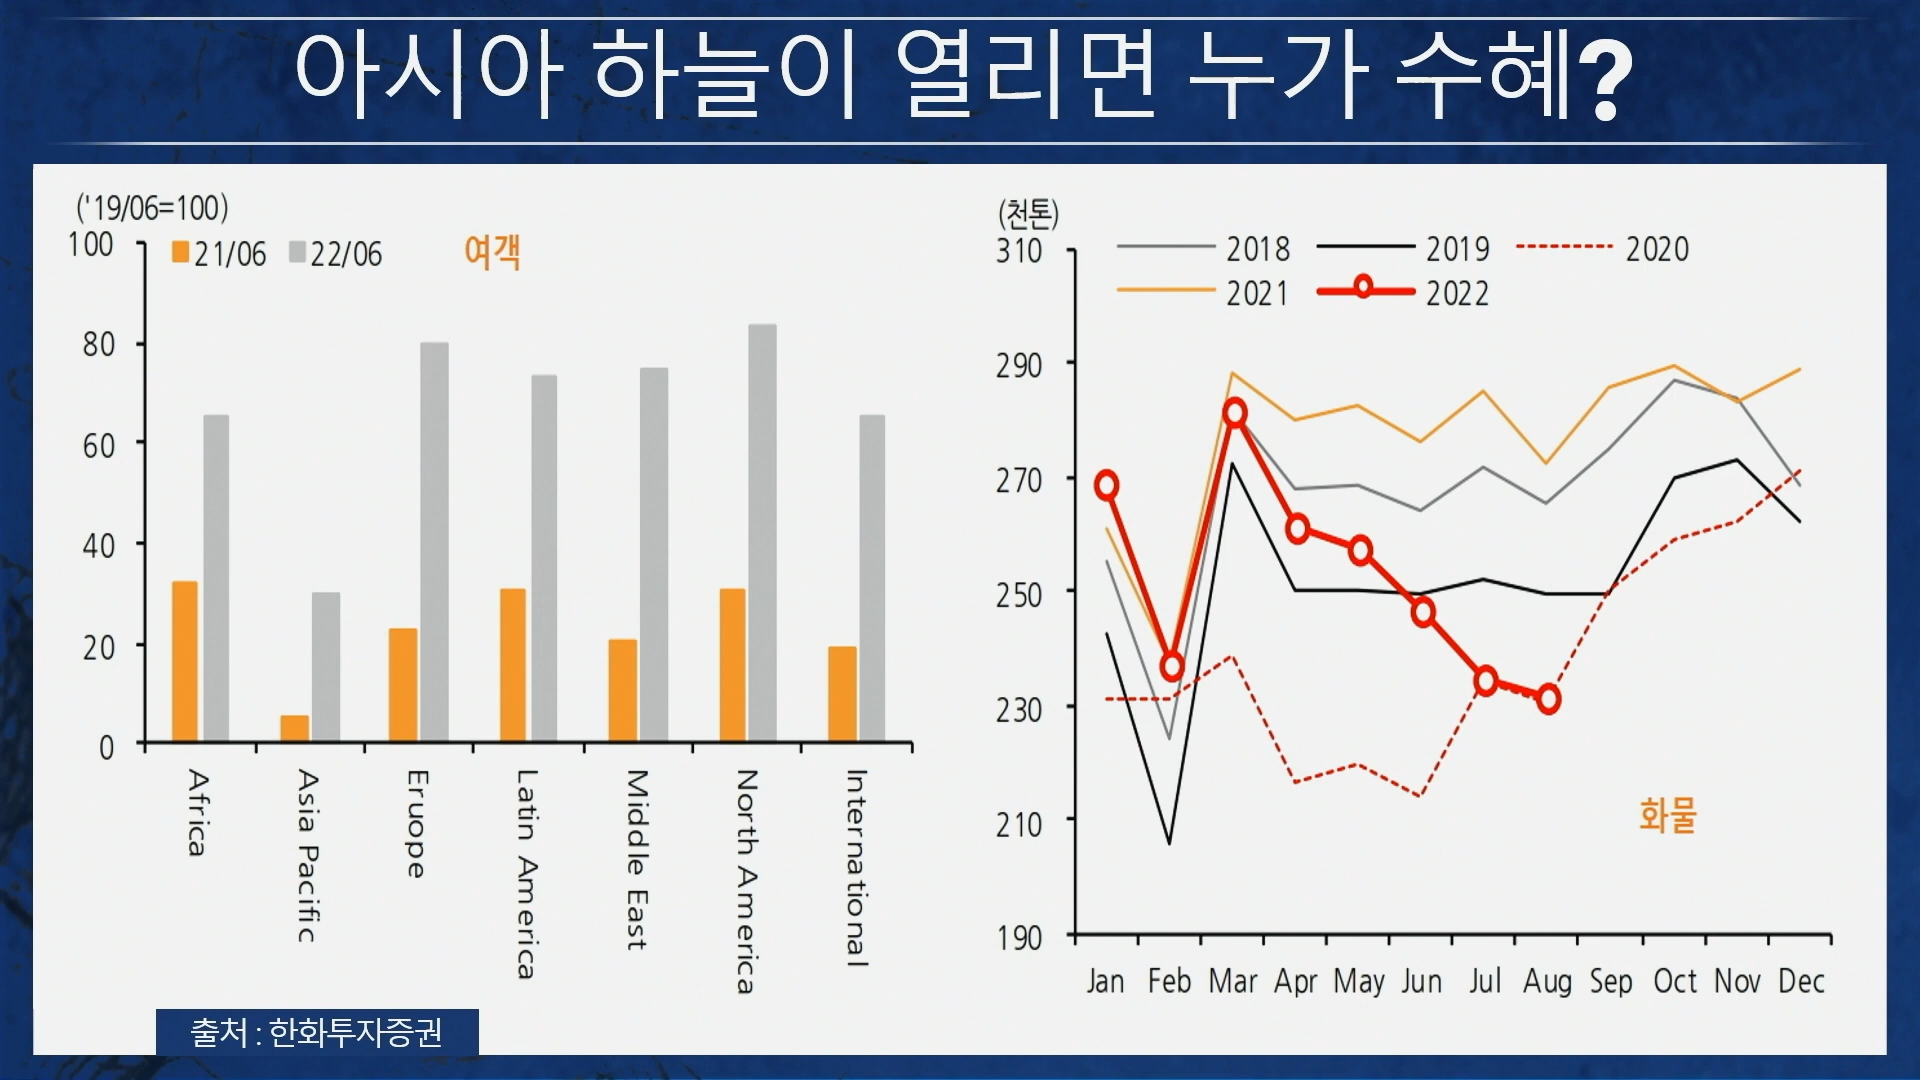 아시아 하늘이 열리면 누가 수혜?
('19/06=100)
100
80
60
40
20
0
21/06 22/06
여객
Africa
Asia Pacific
Eruope
Latin America
Middle East
North America
International
(천톤)
310
290
270
250
230
210
190
2018 2019 2020
2021 2022
화물
Jan Feb Mar Apr May Jun Jul Aug Sep Oct Nov Dec
출처 : 한화투자증권